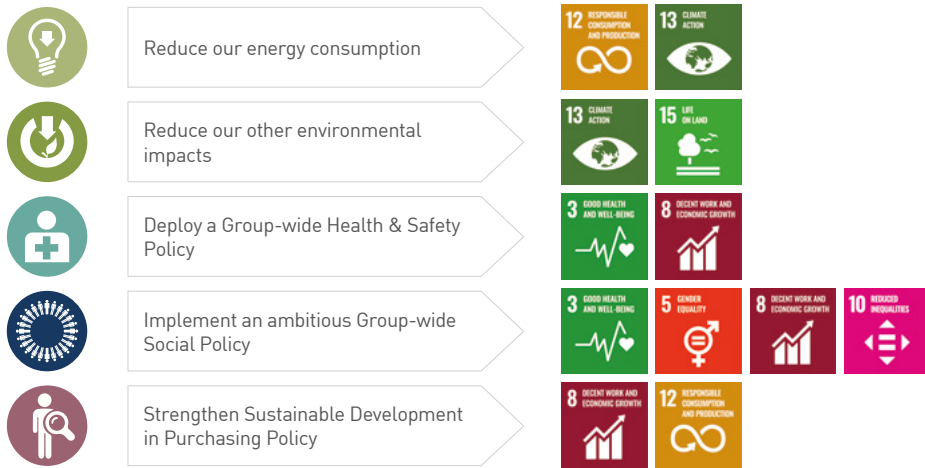 Reduce our energy consumption
12 RESPONSIBLE
CONSUMPTION
AND PRODUCTION
13 CLIMATE
ACTION
Reduce our other environmental
impacts
13 CLIMATE
ACTION
15 LIFE
ON LAND
Deploy a Group-wide Health & Safety
Policy
3 GOOD HEALTH
AND WELL-BEING
8 DECENT WORK AND
ECONOMIC GROWTH
Implement an ambitious Group-wide
Social Policy
3 GOOD HEALTH
AND WELL-BEING
5 GENDER
EQUALITY
8 DECENT WORK AND
ECONOMIC GROWTH
10 REDUCED
INEQUALITIES
Strengthen Sustainable Development
in Purchasing Policy
8 DECENT WORK AND
ECONOMIC GROWTH
12 RESPONSIBLE
CONSUMPTION
AND PRODUCTION